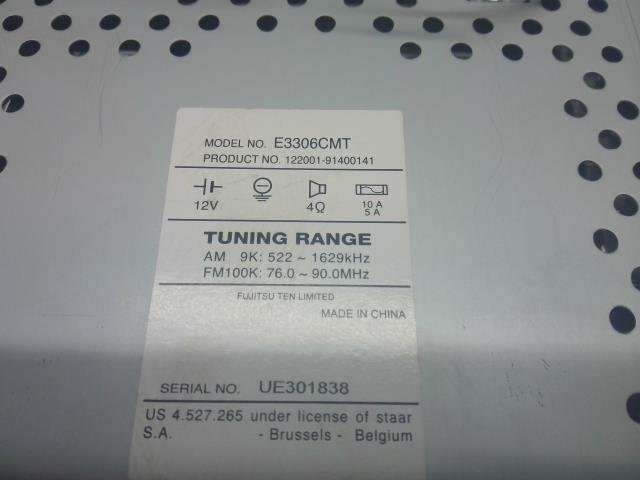 MODEL NO. E3306CMT
PRODUCT NO. 122001-91400141
12V 4Ω 10 A
5 A
TUNING RANGE
AM 9K: 522 ~ 1629kHz
FM100K: 76.0 ~ 90.0MHz
FUJITSU TEN LIMITED
MADE IN CHINA
SERIAL NO. UE301838
US 4.527.265 under license of staar
S.A. - Brussels - Belgium